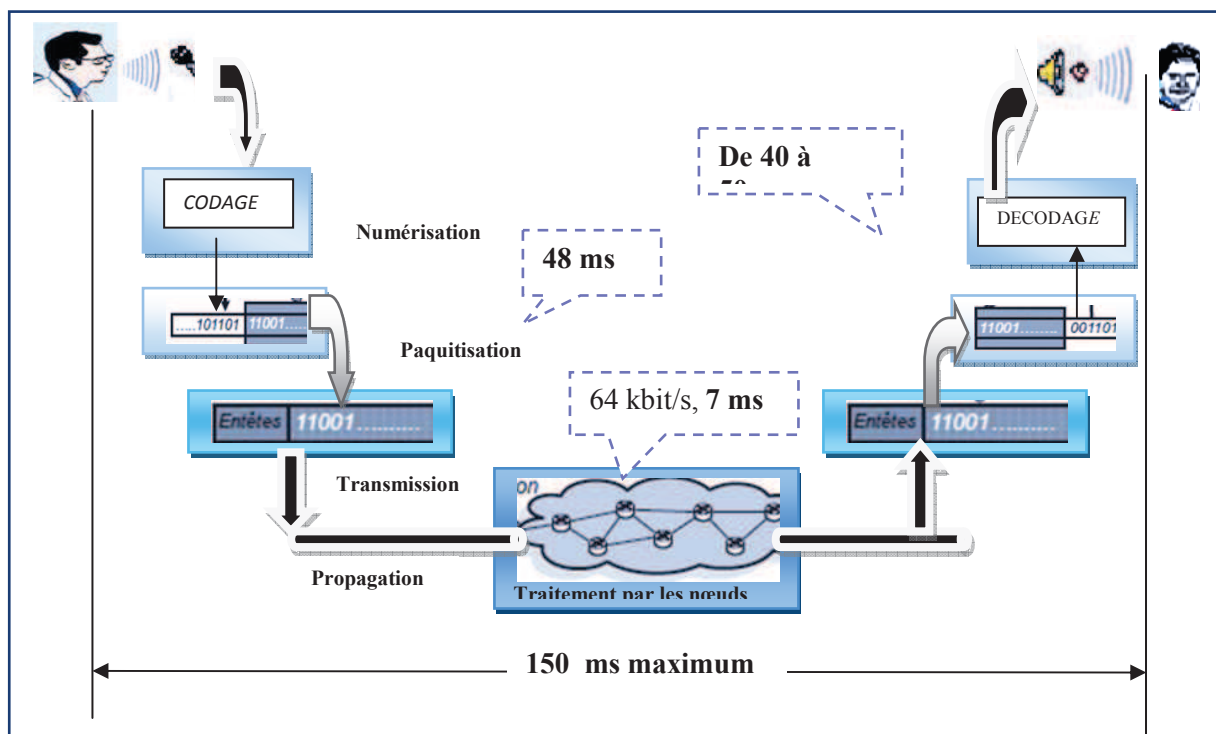 De 40 à
CODAGE
DECODAGE
Numérisation
48 ms
.....101101 11001......
11001........ 001101
Paquitisation
64 kbit/s, 7 ms
Entêtes 11001..........
Entêtes 11001..........
Transmission
on
Propagation
Traitement par les nœuds
150 ms maximum